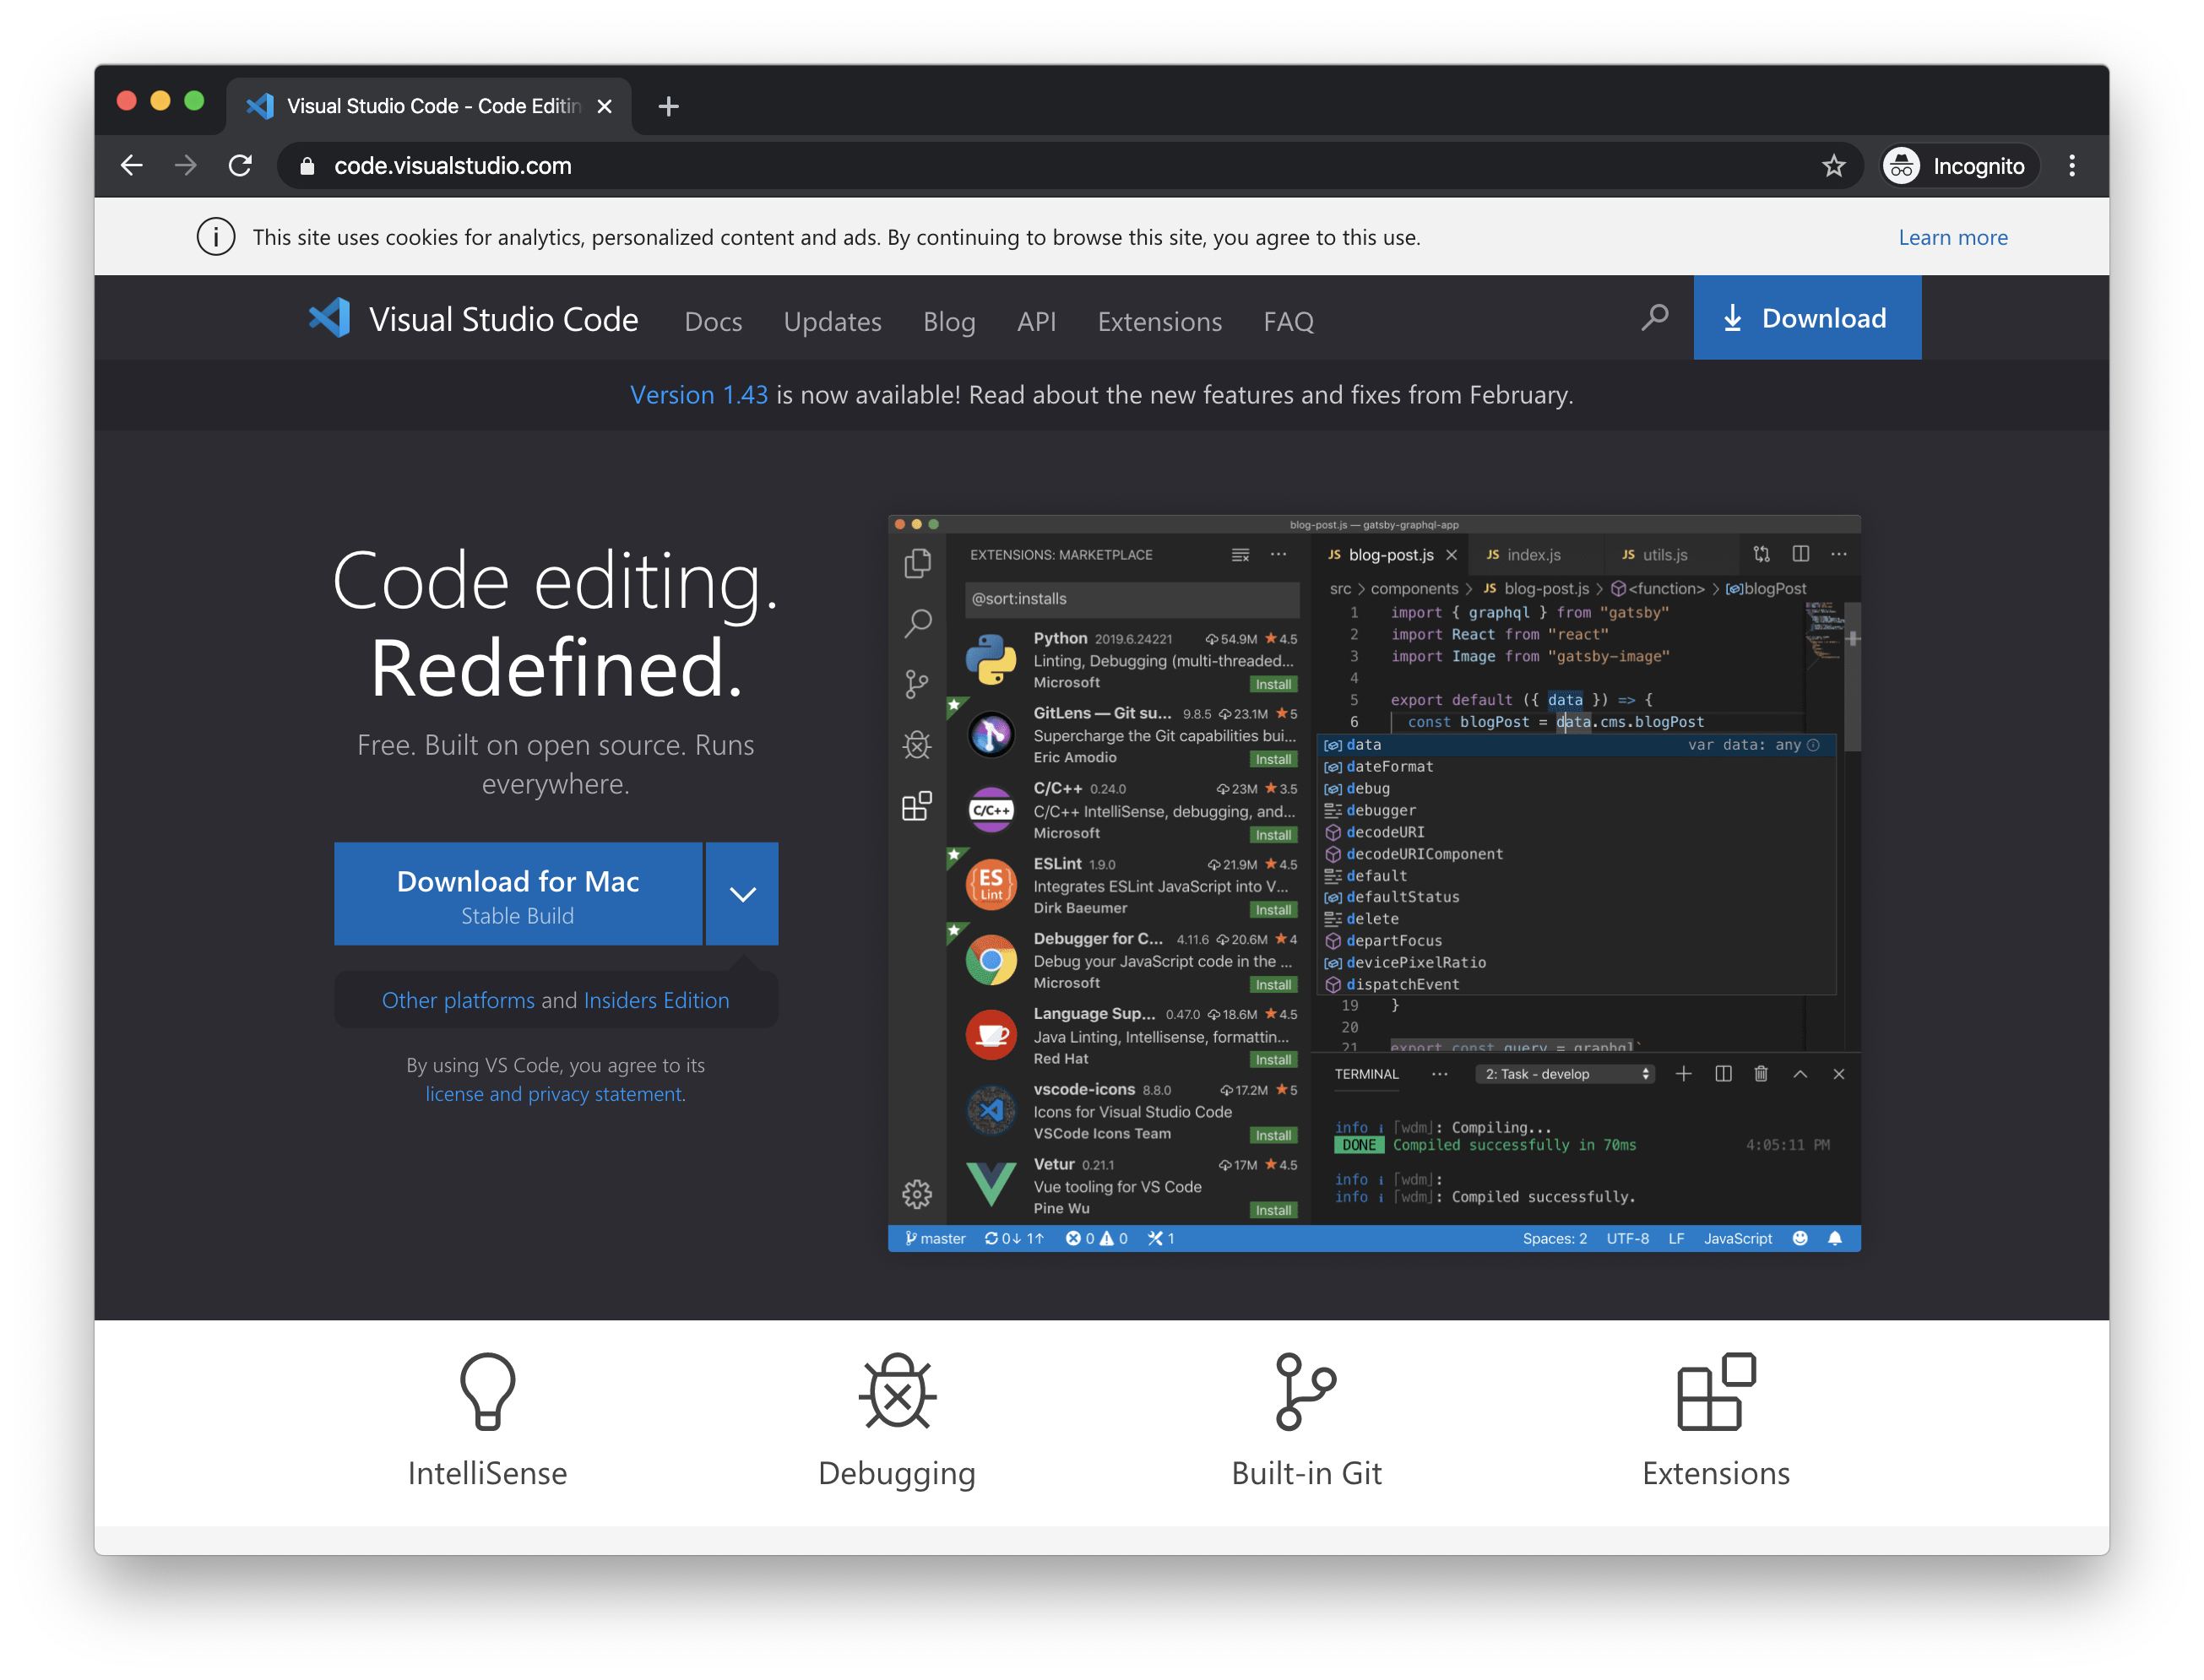 Visual Studio Code - Code Editin
code.visualstudio.com
Incognito
This site uses cookies for analytics, personalized content and ads. By continuing to browse this site, you agree to this use.
Learn more
Visual Studio Code
Docs
Updates
Blog
API
Extensions
FAQ
Download
Version 1.43 is now available! Read about the new features and fixes from February.
Code editing.
Redefined.
Free. Built on open source. Runs
everywhere.
Download for Mac
Stable Build
Other platforms and Insiders Edition
By using VS Code, you agree to its
license and privacy statement.
blog-post.js — gatsby-graphql-app
EXTENSIONS: MARKETPLACE
@sort:installs
Python 2019.6.24221 54.9M 4.5
Linting, Debugging (multi-threaded...
Microsoft Install
GitLens — Git su... 9.8.5 23.1M 5
Supercharge the Git capabilities bui...
Eric Amodio Install
C/C++
C/C++ 0.24.0 23M 3.5
C/C++ IntelliSense, debugging, and...
Microsoft Install
ES
Lint
ESLint 1.9.0 21.9M 4.5
Integrates ESLint JavaScript into V...
Dirk Baeumer Install
Debugger for C... 4.11.6 20.6M 4
Debug your JavaScript code in the ...
Microsoft Install
Language Sup... 0.47.0 18.6M 4.5
Java Linting, Intellisense, formattin...
Red Hat Install
vscode-icons 8.8.0 17.2M 5
Icons for Visual Studio Code
VSCode Icons Team Install
Vetur 0.21.1 17M 4.5
Vue tooling for VS Code
Pine Wu Install
JS blog-post.js
JS index.js
JS utils.js
src > components > JS blog-post.js > <function> > blogPost
1 import { graphql } from "gatsby"
2 import React from "react"
3 import Image from "gatsby-image"
4
5 export default ({ data }) => {
6 const blogPost = data.cms.blogPost
data var data: any
dateFormat
debug
debugger
decodeURI
decodeURIComponent
default
defaultStatus
delete
departFocus
devicePixelRatio
dispatchEvent
19 }
20
21 export const query = graphql`
TERMINAL
2: Task - develop
info i ｢wdm｣: Compiling...
DONE Compiled successfully in 70ms 4:05:11 PM
info i ｢wdm｣:
info i ｢wdm｣: Compiled successfully.
master 0↓ 1↑ 0 0 1
Spaces: 2 UTF-8 LF JavaScript
IntelliSense
Debugging
Built-in Git
Extensions